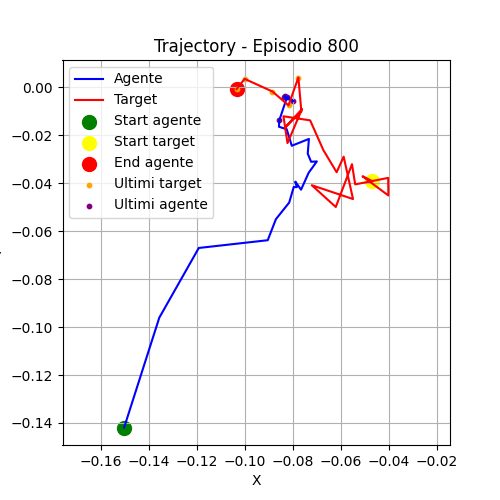 Trajectory - Episodio 800
Agente
Target
Start agente
Start target
End agente
Ultimi target
Ultimi agente
0.00
−0.02
−0.04
−0.06
−0.08
−0.10
−0.12
−0.14
−0.16 −0.14 −0.12 −0.10 −0.08 −0.06 −0.04 −0.02
X